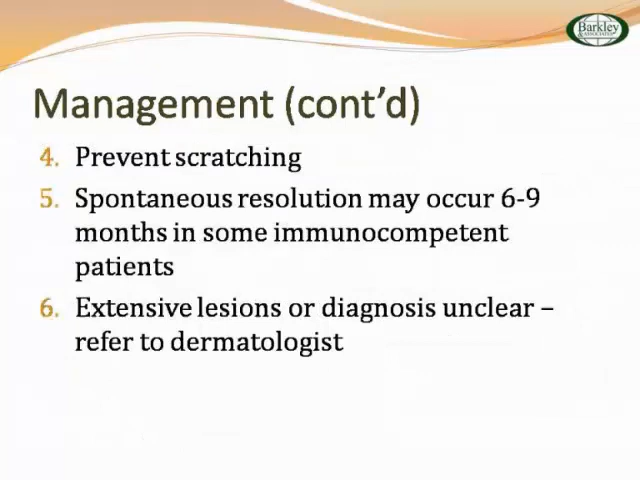 Barkley
& ASSOCIATES
Management (cont’d)
4. Prevent scratching
5. Spontaneous resolution may occur 6-9
months in some immunocompetent
patients
6. Extensive lesions or diagnosis unclear –
refer to dermatologist